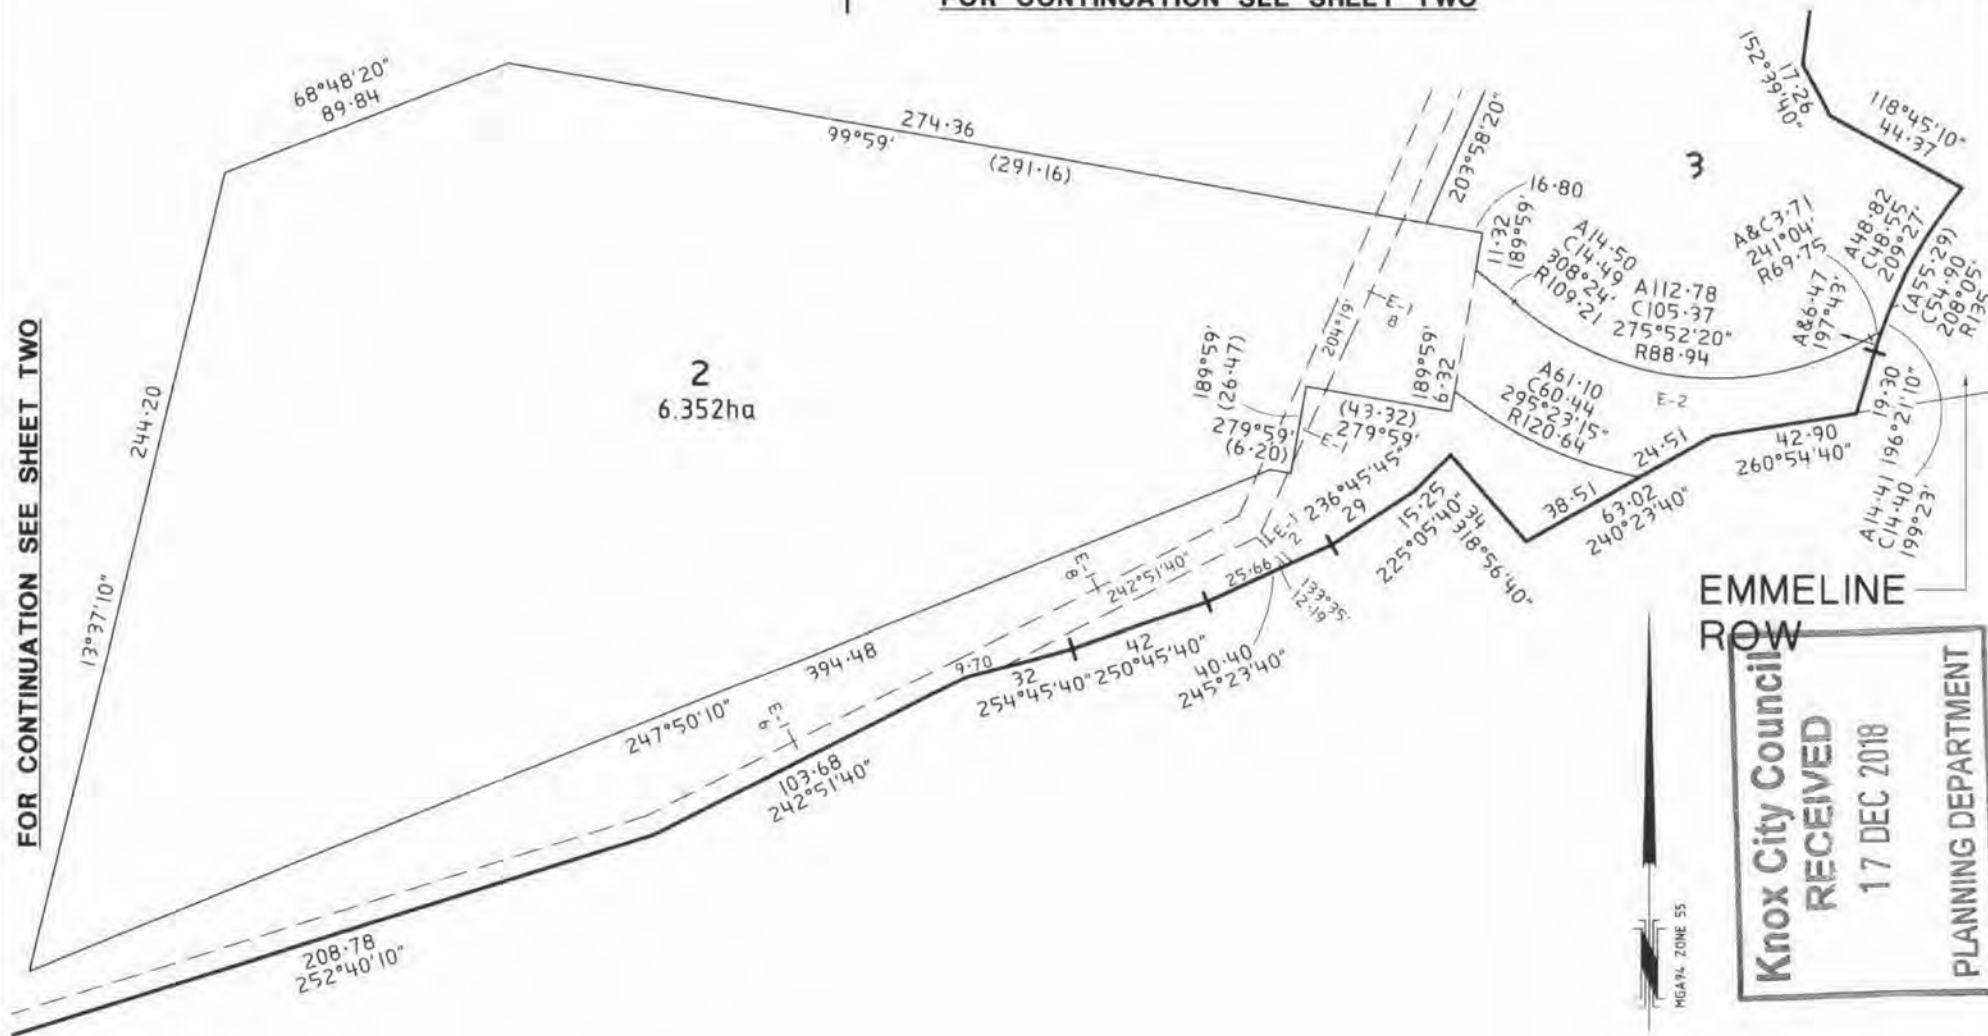 FOR CONTINUATION SEE SHEET TWO
68°48'20"
89·84
274·36
99°59'
(291·16)
203°58'20"
16·80
11·32
189°59'
A14·50
C14·49
308°24'
R109·21
A112·78
C105·37
275°52'20"
R88·94
3
17·26
152°39'40"
118°45'10"
44·37
A&C3·71
241°04'
R69·75
A48·82
C48·55
209°27'
(A55·29)
C54·90
208°05'
A&6·47
197°43'
FOR CONTINUATION SEE SHEET TWO
244·20
13°37'10"
2
6.352ha
E-1
8
204°19'
189°59'
(26·47)
279°59'
(6·20)
189°59'
6·32
(43·32)
279°59'
E-1
A61·10
C60·44
295°23'15"
R120·64
E-2
19·30
196°21'10"
24·51
42·90
260°54'40"
A14·41
C14·40
199°23'
38·51
63·02
240°23'40"
34
318°56'40"
15·25
225°05'40"
236°45'45"
29
E-1
2
25·66
133°35'
12·19
40·40
245°23'40"
E-8
242°51'40"
42
250°45'40"
9·70
32
254°45'40"
394·48
247°50'10"
E-6
103·68
242°51'40"
208·78
252°40'10"
EMMELINE
ROW
MGA94 ZONE 55
Knox City Council
RECEIVED
17 DEC 2018
PLANNING DEPARTMENT